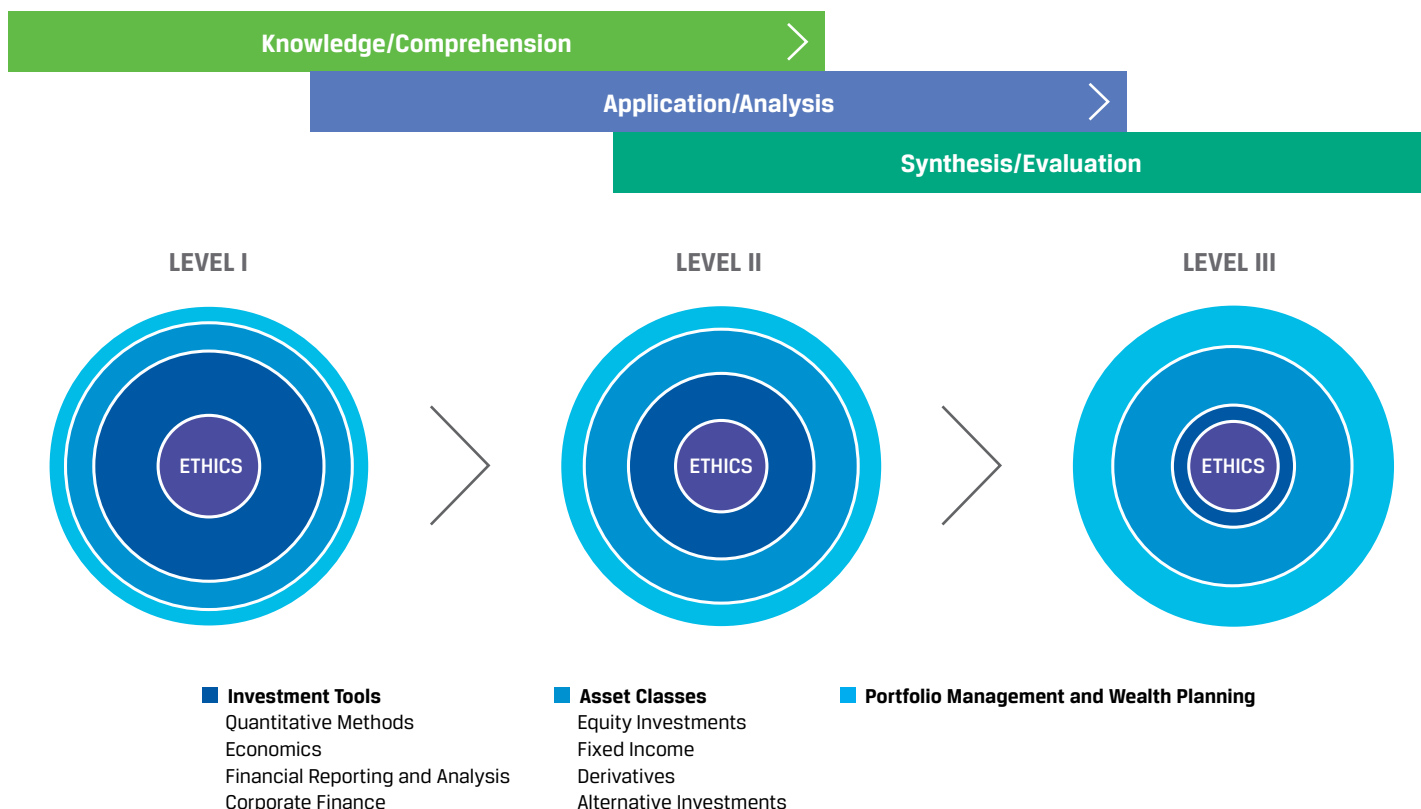 Knowledge/Comprehension
Application/Analysis
Synthesis/Evaluation
LEVEL I
LEVEL II
LEVEL III
ETHICS
ETHICS
ETHICS
Investment Tools
Quantitative Methods
Economics
Financial Reporting and Analysis
Corporate Finance
Asset Classes
Equity Investments
Fixed Income
Derivatives
Alternative Investments
Portfolio Management and Wealth Planning